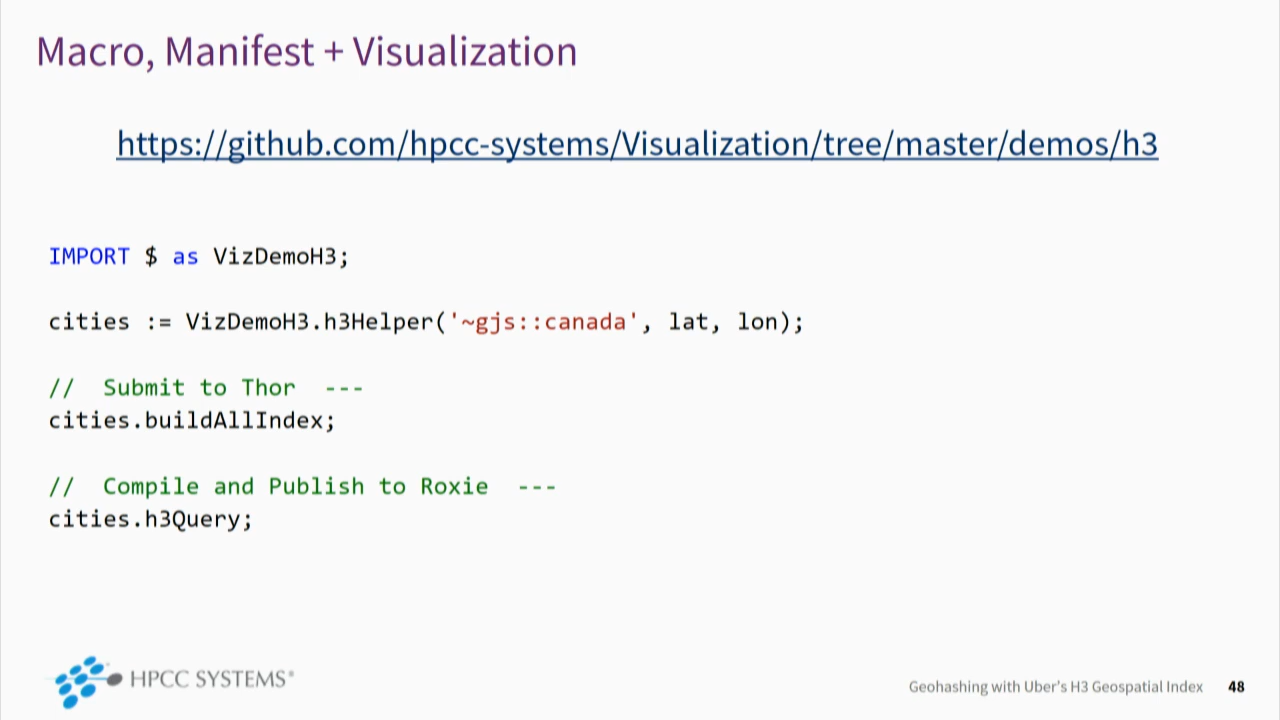 Macro, Manifest + Visualization
https://github.com/hpcc-systems/Visualization/tree/master/demos/h3
IMPORT $ as VizDemoH3;
cities := VizDemoH3.h3Helper('~gjs::canada', lat, lon);
//  Submit to Thor  ---
cities.buildAllIndex;
//  Compile and Publish to Roxie  ---
cities.h3Query;
HPCC SYSTEMS®
Geohashing with Uber's H3 Geospatial Index 48